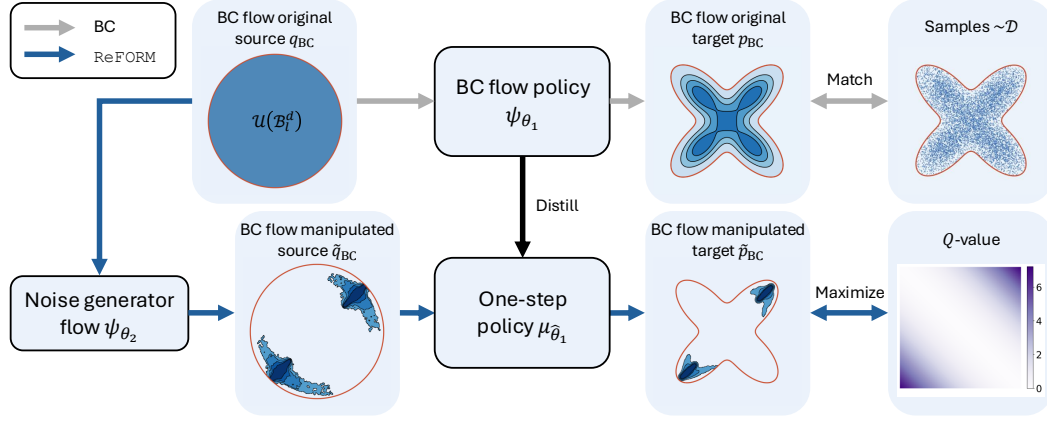 BC
ReFORM
BC flow original
source q_BC
𝒰(ℬ_l^d)
BC flow policy
ψ_θ₁
BC flow original
target p_BC
Match
Samples ~𝒟
Distill
BC flow manipulated
source q̃_BC
Noise generator
flow ψ_θ₂
One-step
policy μ_θ̂₁
BC flow manipulated
target p̃_BC
Maximize
Q-value
6
4
2
0